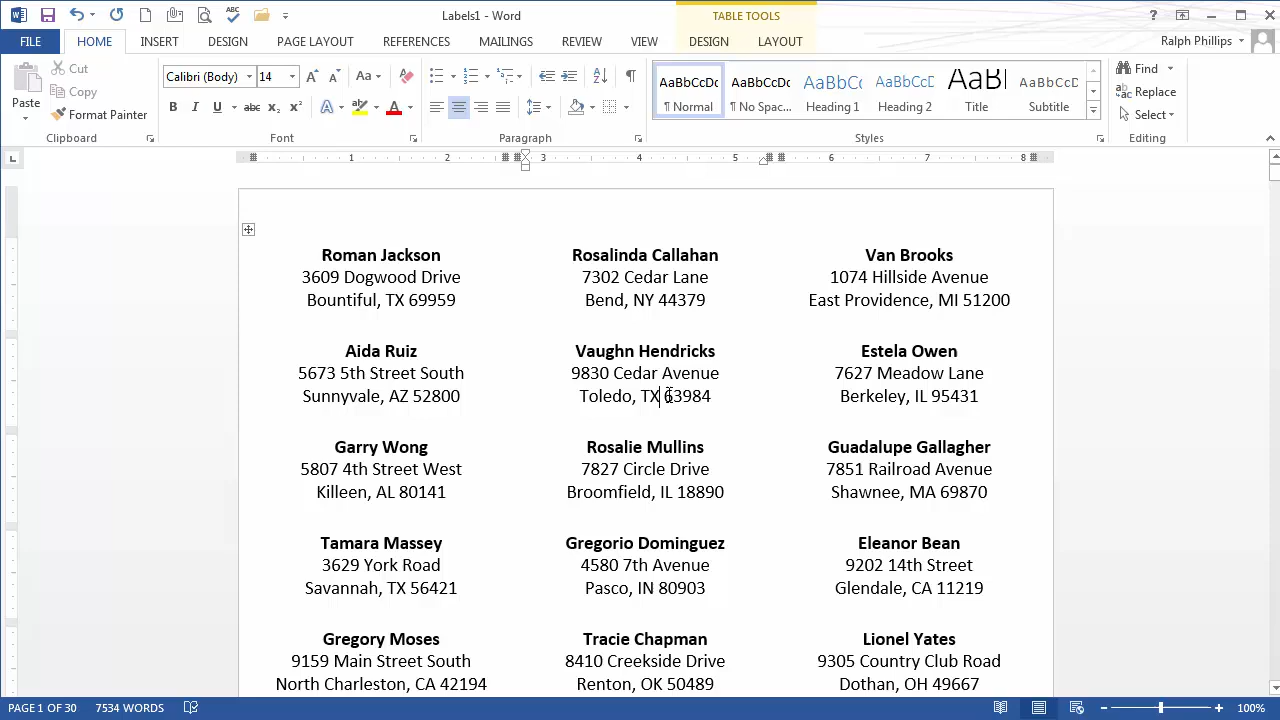 Labels1 - Word
TABLE TOOLS
FILE
HOME
INSERT
DESIGN
PAGE LAYOUT
REFERENCES
MAILINGS
REVIEW
VIEW
DESIGN
LAYOUT
Ralph Phillips
Paste
Cut
Copy
Format Painter
Clipboard
Calibri (Body)
14
Font
Paragraph
AaBbCcDc
¶ Normal
AaBbCcDc
¶ No Spac...
AaBbCc
Heading 1
AaBbCcD
Heading 2
AaBl
Title
AaBbCcD
Subtitle
Styles
Find
Replace
Select
Editing
1 2 3 4 5 6 7 8
Roman Jackson
3609 Dogwood Drive
Bountiful, TX 69959
Rosalinda Callahan
7302 Cedar Lane
Bend, NY 44379
Van Brooks
1074 Hillside Avenue
East Providence, MI 51200
Aida Ruiz
5673 5th Street South
Sunnyvale, AZ 52800
Vaughn Hendricks
9830 Cedar Avenue
Toledo, TX 63984
Estela Owen
7627 Meadow Lane
Berkeley, IL 95431
Garry Wong
5807 4th Street West
Killeen, AL 80141
Rosalie Mullins
7827 Circle Drive
Broomfield, IL 18890
Guadalupe Gallagher
7851 Railroad Avenue
Shawnee, MA 69870
Tamara Massey
3629 York Road
Savannah, TX 56421
Gregorio Dominguez
4580 7th Avenue
Pasco, IN 80903
Eleanor Bean
9202 14th Street
Glendale, CA 11219
Gregory Moses
9159 Main Street South
North Charleston, CA 42194
Tracie Chapman
8410 Creekside Drive
Renton, OK 50489
Lionel Yates
9305 Country Club Road
Dothan, OH 49667
PAGE 1 OF 30
7534 WORDS
100%